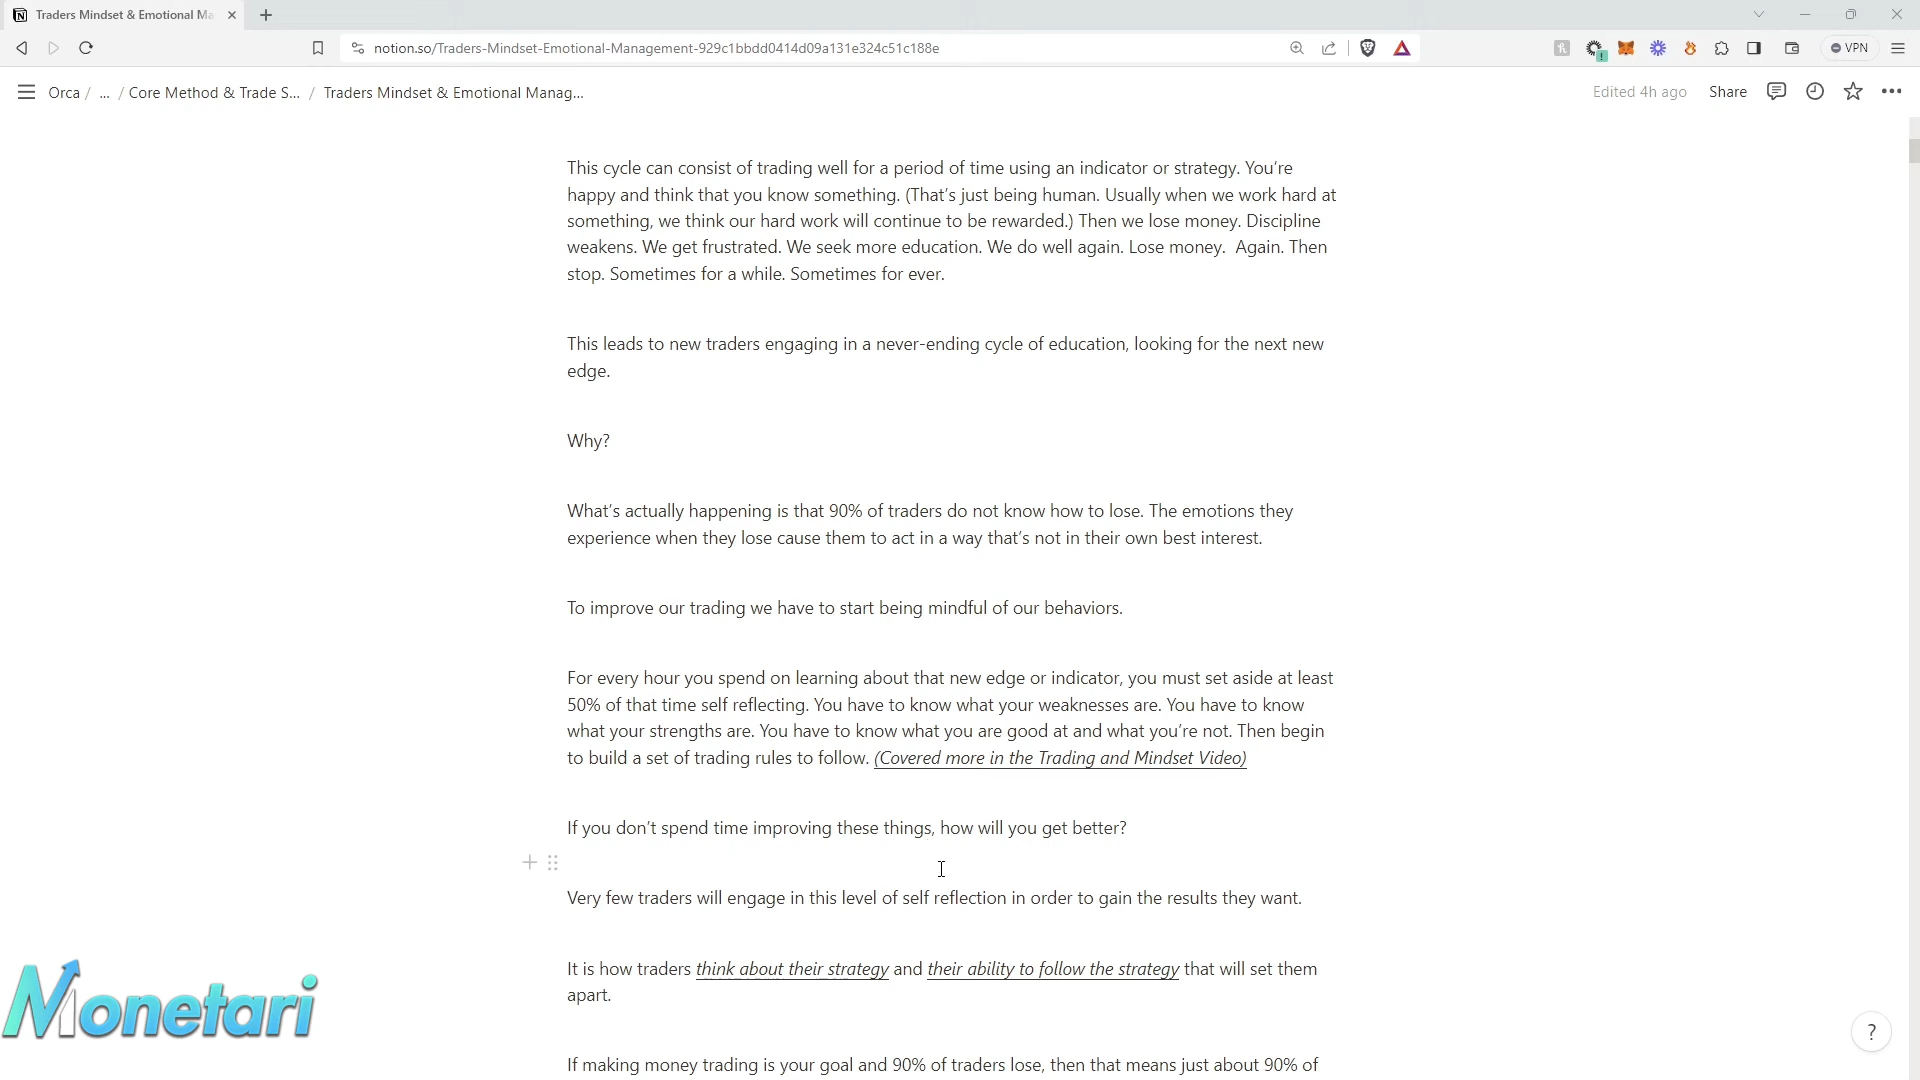 Traders Mindset & Emotional Ma
notion.so/Traders-Mindset-Emotional-Management-929c1bbdd0414d09a131e324c51c188e
VPN
Orca / ... / Core Method & Trade S... / Traders Mindset & Emotional Manag...
Edited 4h ago Share
This cycle can consist of trading well for a period of time using an indicator or strategy. You're
happy and think that you know something. (That's just being human. Usually when we work hard at
something, we think our hard work will continue to be rewarded.) Then we lose money. Discipline
weakens. We get frustrated. We seek more education. We do well again. Lose money.  Again. Then
stop. Sometimes for a while. Sometimes for ever.
This leads to new traders engaging in a never-ending cycle of education, looking for the next new
edge.
Why?
What's actually happening is that 90% of traders do not know how to lose. The emotions they
experience when they lose cause them to act in a way that's not in their own best interest.
To improve our trading we have to start being mindful of our behaviors.
For every hour you spend on learning about that new edge or indicator, you must set aside at least
50% of that time self reflecting. You have to know what your weaknesses are. You have to know
what your strengths are. You have to know what you are good at and what you're not. Then begin
to build a set of trading rules to follow. (Covered more in the Trading and Mindset Video)
If you don't spend time improving these things, how will you get better?
Very few traders will engage in this level of self reflection in order to gain the results they want.
It is how traders think about their strategy and their ability to follow the strategy that will set them
apart.
If making money trading is your goal and 90% of traders lose, then that means just about 90% of
Monetari
?